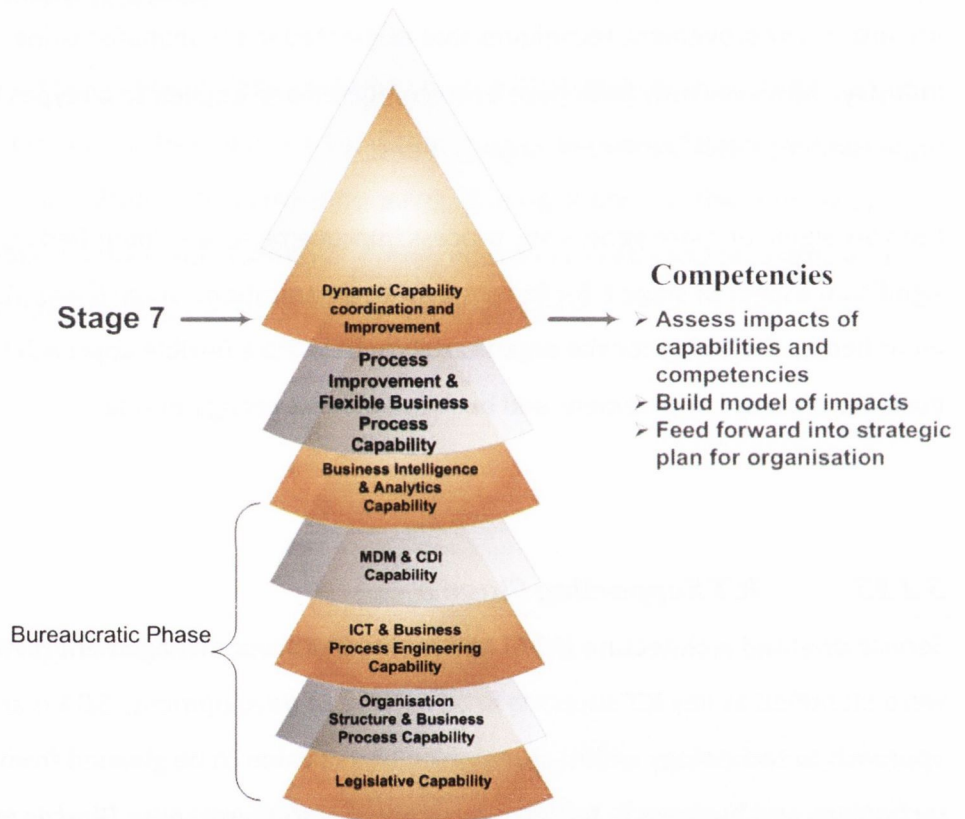 Dynamic Capability
coordination and
Improvement
Stage 7
Competencies
➢ Assess impacts of
capabilities and
competencies
➢ Build model of impacts
➢ Feed forward into strategic
plan for organisation
Process
Improvement &
Flexible Business
Process
Capability
Business Intelligence
& Analytics
Capability
MDM & CDI
Capability
Bureaucratic Phase
ICT & Business
Process Engineering
Capability
Organisation
Structure & Business
Process Capability
Legislative Capability